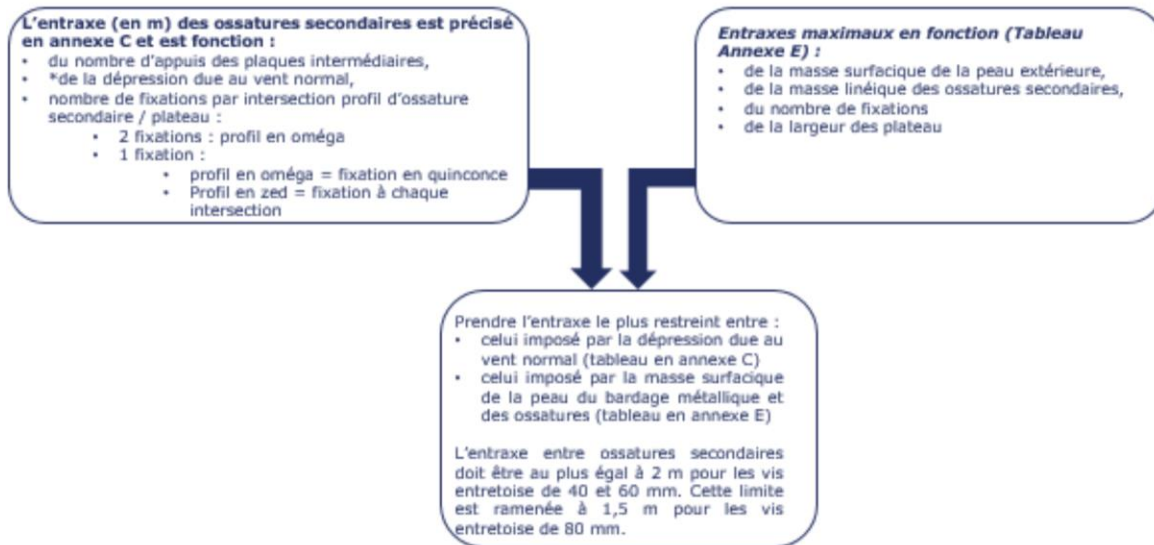 L'entraxe (en m) des ossatures secondaires est précisé
en annexe C et est fonction :
• du nombre d'appuis des plaques intermédiaires,
• *de la dépression due au vent normal,
• nombre de fixations par intersection profil d'ossature
secondaire / plateau :
• 2 fixations : profil en oméga
• 1 fixation :
• profil en oméga = fixation en quinconce
• Profil en zed = fixation à chaque
intersection
Entraxes maximaux en fonction (Tableau
Annexe E) :
• de la masse surfacique de la peau extérieure,
• de la masse linéique des ossatures secondaires,
• du nombre de fixations
• de la largeur des plateau
Prendre l'entraxe le plus restreint entre :
• celui imposé par la dépression due au
vent normal (tableau en annexe C)
• celui imposé par la masse surfacique
de la peau du bardage métallique et
des ossatures (tableau en annexe E)
L'entraxe entre ossatures secondaires
doit être au plus égal à 2 m pour les vis
entretoise de 40 et 60 mm. Cette limite
est ramenée à 1,5 m pour les vis
entretoise de 80 mm.